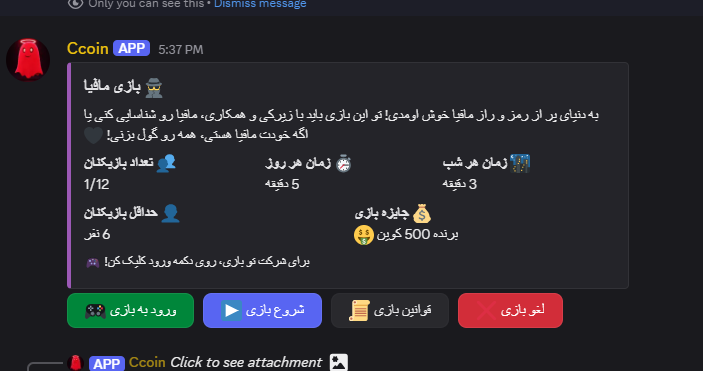 Only you can see this • Dismiss message
Ccoin APP 5:37 PM
بازی مافیا
به دنیای پر از رمز و راز مافیا خوش اومدی! تو این بازی باید با زیرکی و همکاری، مافیا رو شناسایی کنی یا
اگه خودت مافیا هستی، همه رو گول بزنی! 🖤
👥 تعداد بازیکنان
1/12
زمان هر روز ⏱️
5 دقیقه
زمان هر شب 🌃
3 دقیقه
حداقل بازیکنان 👤
6 نفر
جایزه بازی 💰
برنده 500 کوین 🤑
برای شرکت تو بازی، روی دکمه ورود کلیک کن! 🎮
ورود به بازی 🎮
شروع بازی ▶️
قوانین بازی 📜
لغو بازی ❌
APP Ccoin Click to see attachment